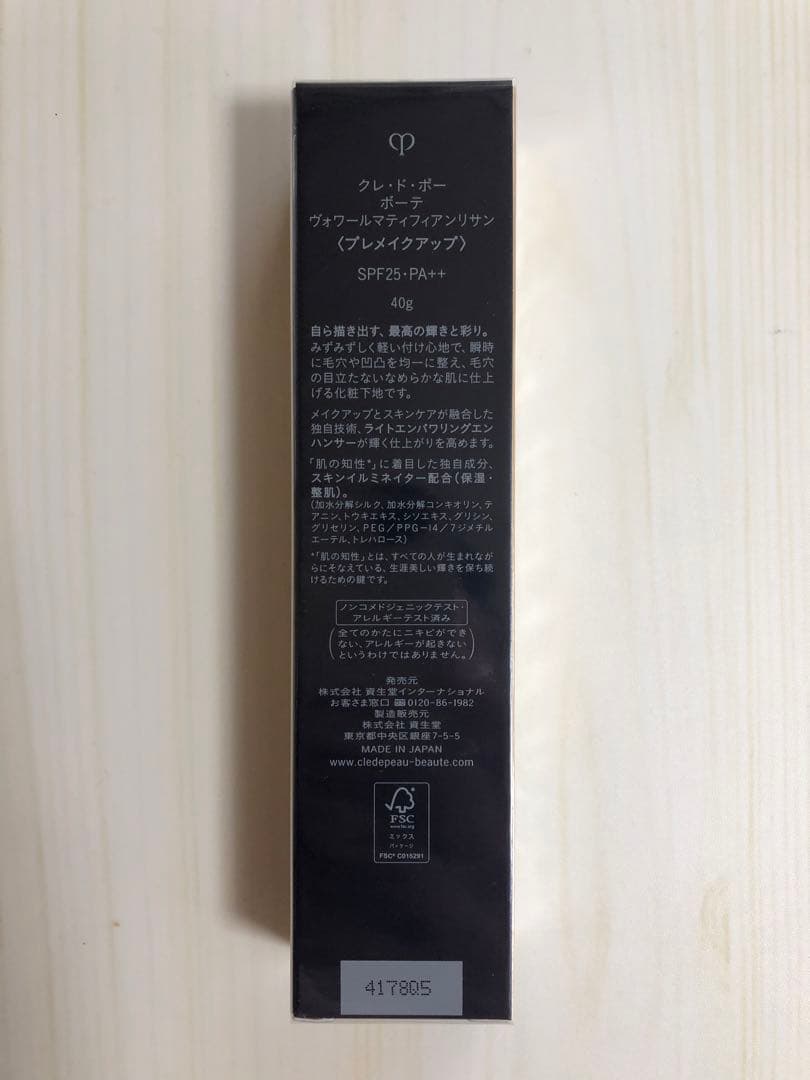 クレ・ド・ポー
ボーテ
ヴォワールマティフィアンリサン
〈プレメイクアップ〉
SPF25・PA++
40g
自ら描き出す、最高の輝きと彩り。
みずみずしく軽い付け心地で、瞬時
に毛穴や凹凸を均一に整え、毛穴
の目立たないなめらかな肌に仕上
げる化粧下地です。
メイクアップとスキンケアが融合した
独自技術、ライトエンパワリングエン
ハンサーが輝く仕上がりを高めます。
「肌の知性*」に着目した独自成分、
スキンイルミネイター配合(保湿・
整肌)。
(加水分解シルク、加水分解コンキオリン、テ
アニン、トウキエキス、シソエキス、グリシン、
グリセリン、PEG/PPG-14/7ジメチル
エーテル、トレハロース)
*「肌の知性」とは、すべての人が生まれなが
らにそなえている、生涯美しい輝きを保ち続
けるための鍵です。
ノンコメドジェニックテスト・
アレルギーテスト済み
(全てのかたにニキビができ
ない、アレルギーが起きない
というわけではありません。)
発売元
株式会社 資生堂インターナショナル
お客さま窓口 0120-86-1982
製造販売元
株式会社 資生堂
東京都中央区銀座7-5-5
MADE IN JAPAN
www.cledepeau-beaute.com
FSC
www.fsc.org
ミックス
パッケージ
FSC® C015291
4178Q5